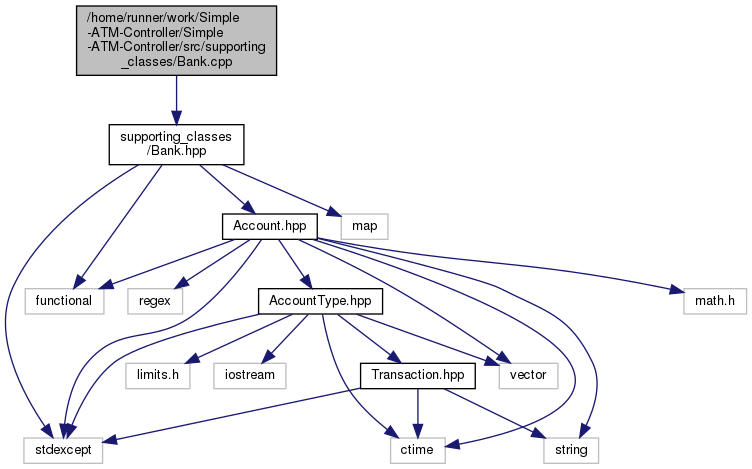 /home/runner/work/Simple
-ATM-Controller/Simple
-ATM-Controller/src/supporting
_classes/Bank.cpp
supporting_classes
/Bank.hpp
Account.hpp
map
functional
regex
AccountType.hpp
math.h
limits.h
iostream
Transaction.hpp
vector
stdexcept
ctime
string